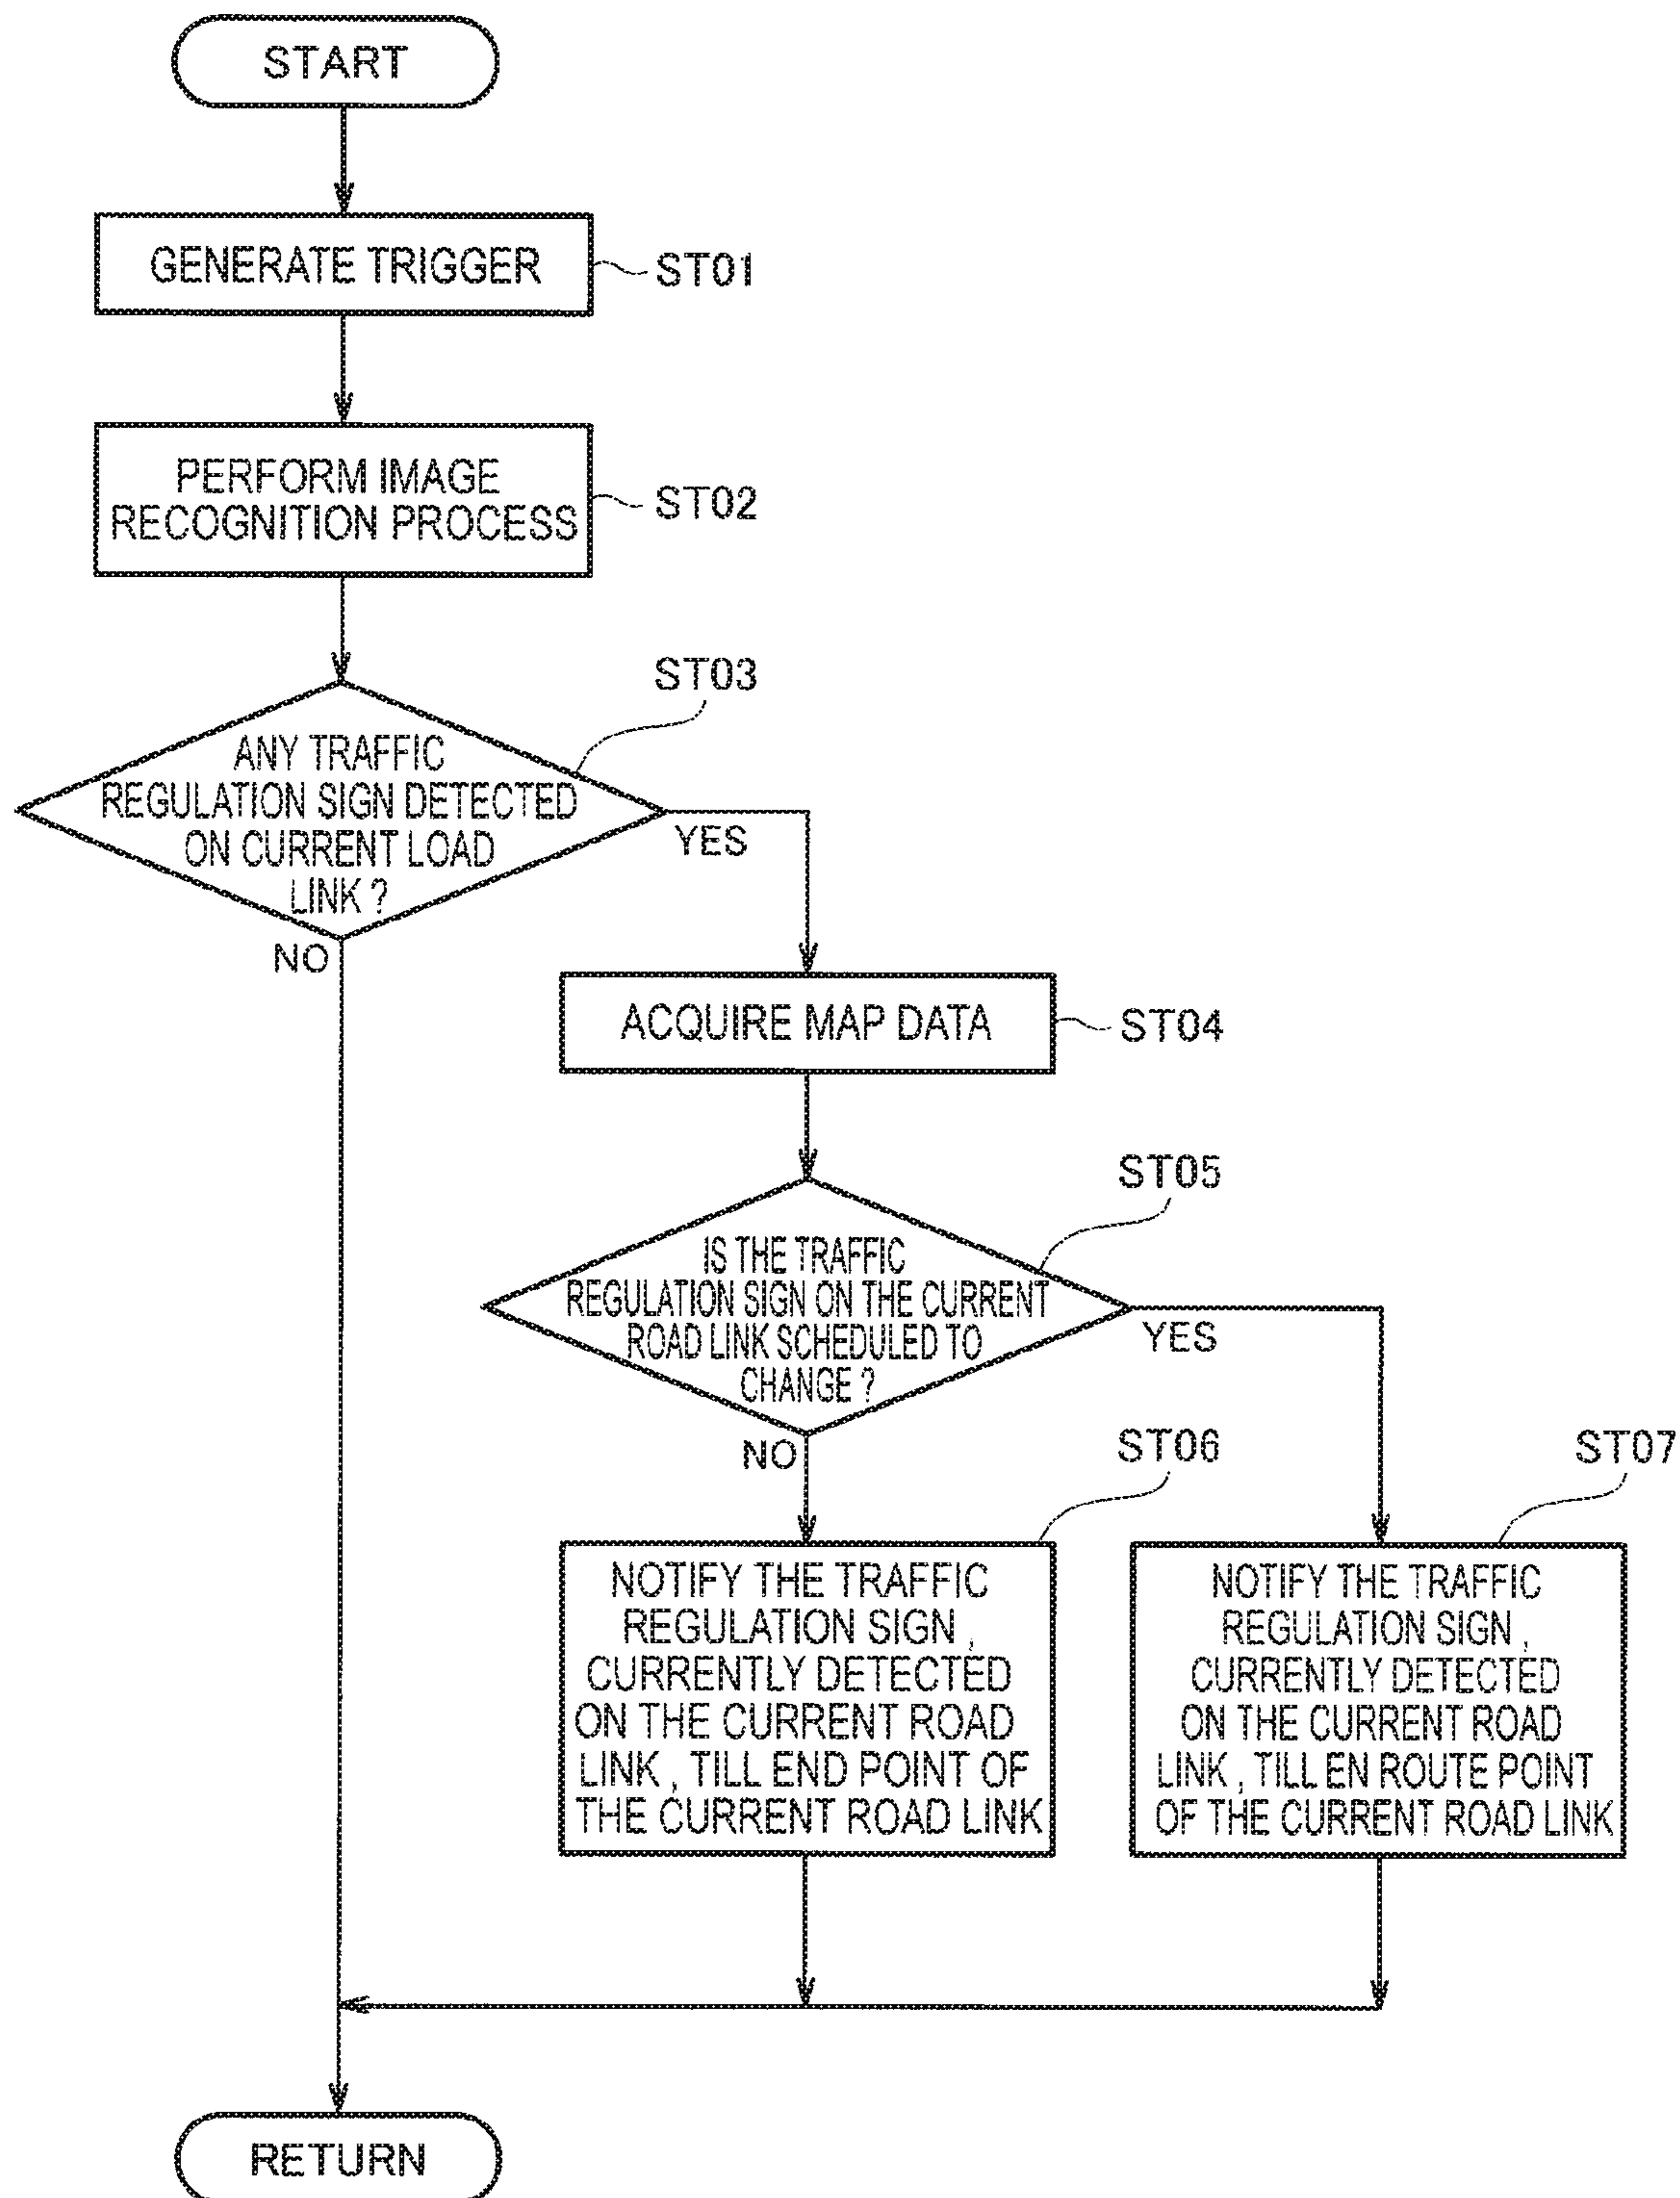 START
GENERATE TRIGGER
ST01
PERFORM IMAGE
RECOGNITION PROCESS
ST02
ST03
ANY TRAFFIC
REGULATION SIGN DETECTED
ON CURRENT LOAD
LINK ?
YES
NO
ACQUIRE MAP DATA
ST04
ST05
IS THE TRAFFIC
REGULATION SIGN ON THE CURRENT
ROAD LINK SCHEDULED TO
CHANGE ?
YES
NO
ST06
NOTIFY THE TRAFFIC
REGULATION SIGN ,
CURRENTLY DETECTED
ON THE CURRENT ROAD
LINK , TILL END POINT OF
THE CURRENT ROAD LINK
ST07
NOTIFY THE TRAFFIC
REGULATION SIGN ,
CURRENTLY DETECTED
ON THE CURRENT ROAD
LINK , TILL EN ROUTE POINT
OF THE CURRENT ROAD LINK
RETURN